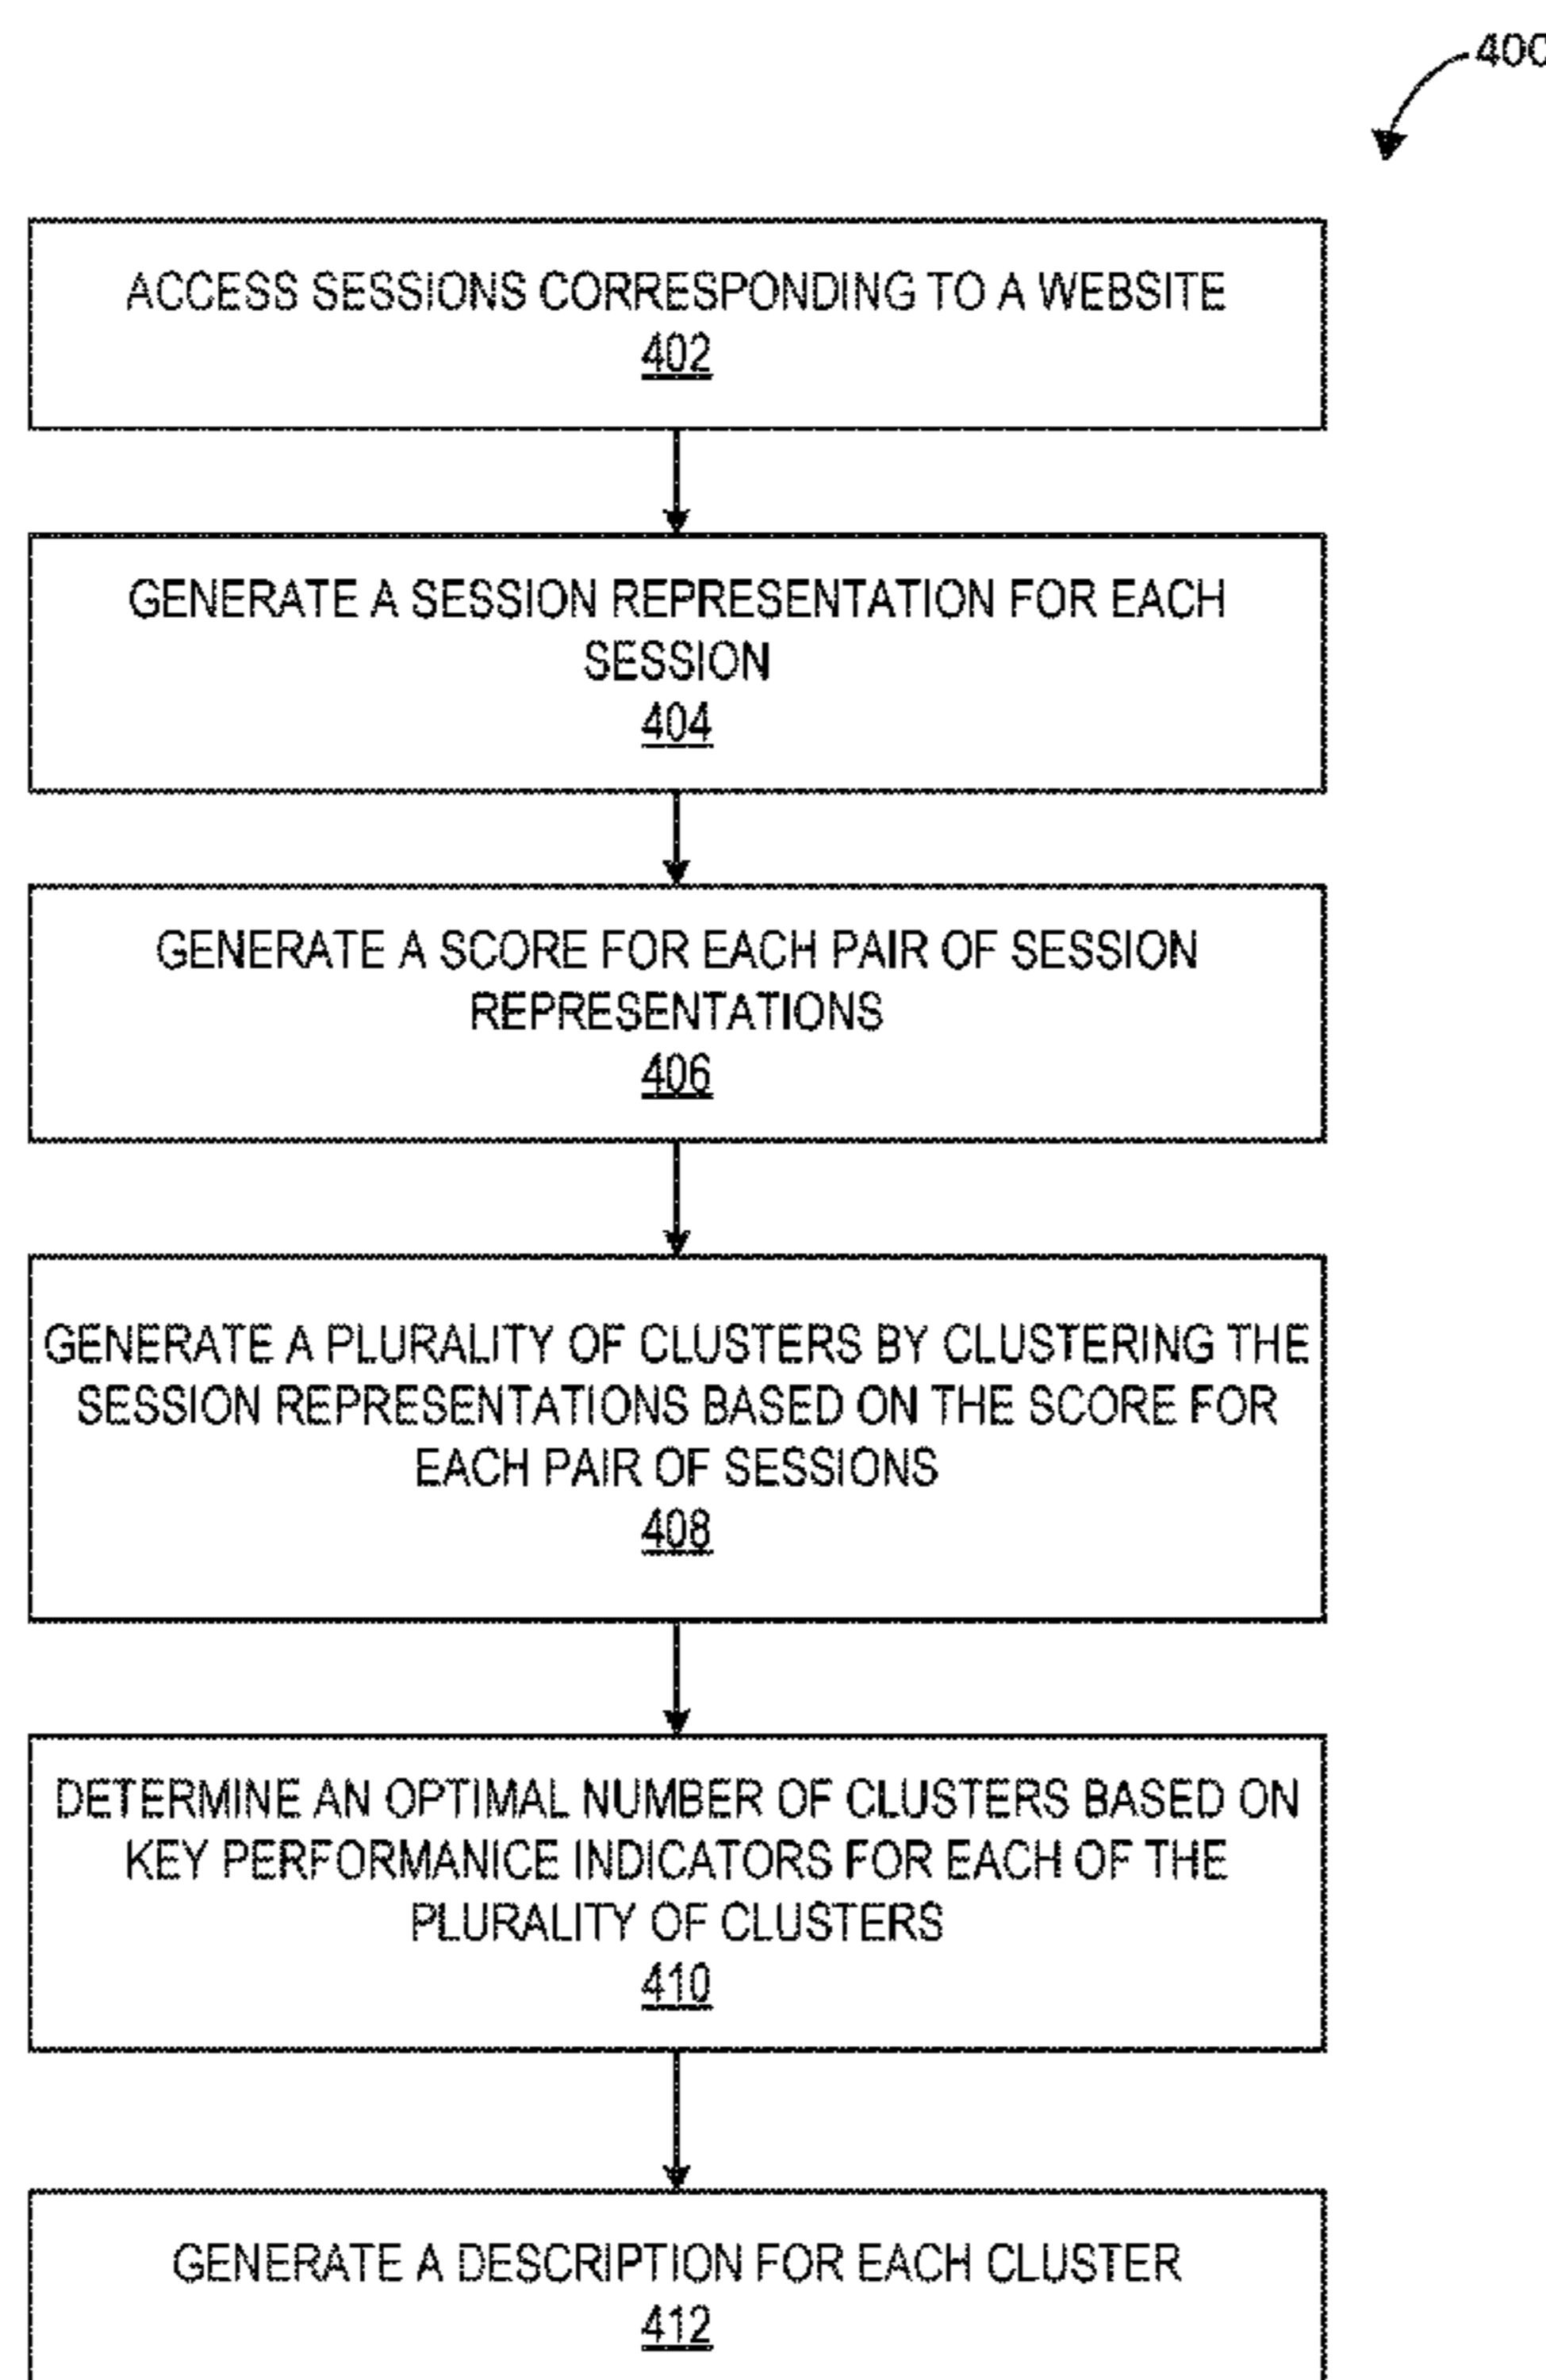 400
ACCESS SESSIONS CORRESPONDING TO A WEBSITE
402
GENERATE A SESSION REPRESENTATION FOR EACH
SESSION
404
GENERATE A SCORE FOR EACH PAIR OF SESSION
REPRESENTATIONS
406
GENERATE A PLURALITY OF CLUSTERS BY CLUSTERING THE
SESSION REPRESENTATIONS BASED ON THE SCORE FOR
EACH PAIR OF SESSIONS
408
DETERMINE AN OPTIMAL NUMBER OF CLUSTERS BASED ON
KEY PERFORMANICE INDICATORS FOR EACH OF THE
PLURALITY OF CLUSTERS
410
GENERATE A DESCRIPTION FOR EACH CLUSTER
412